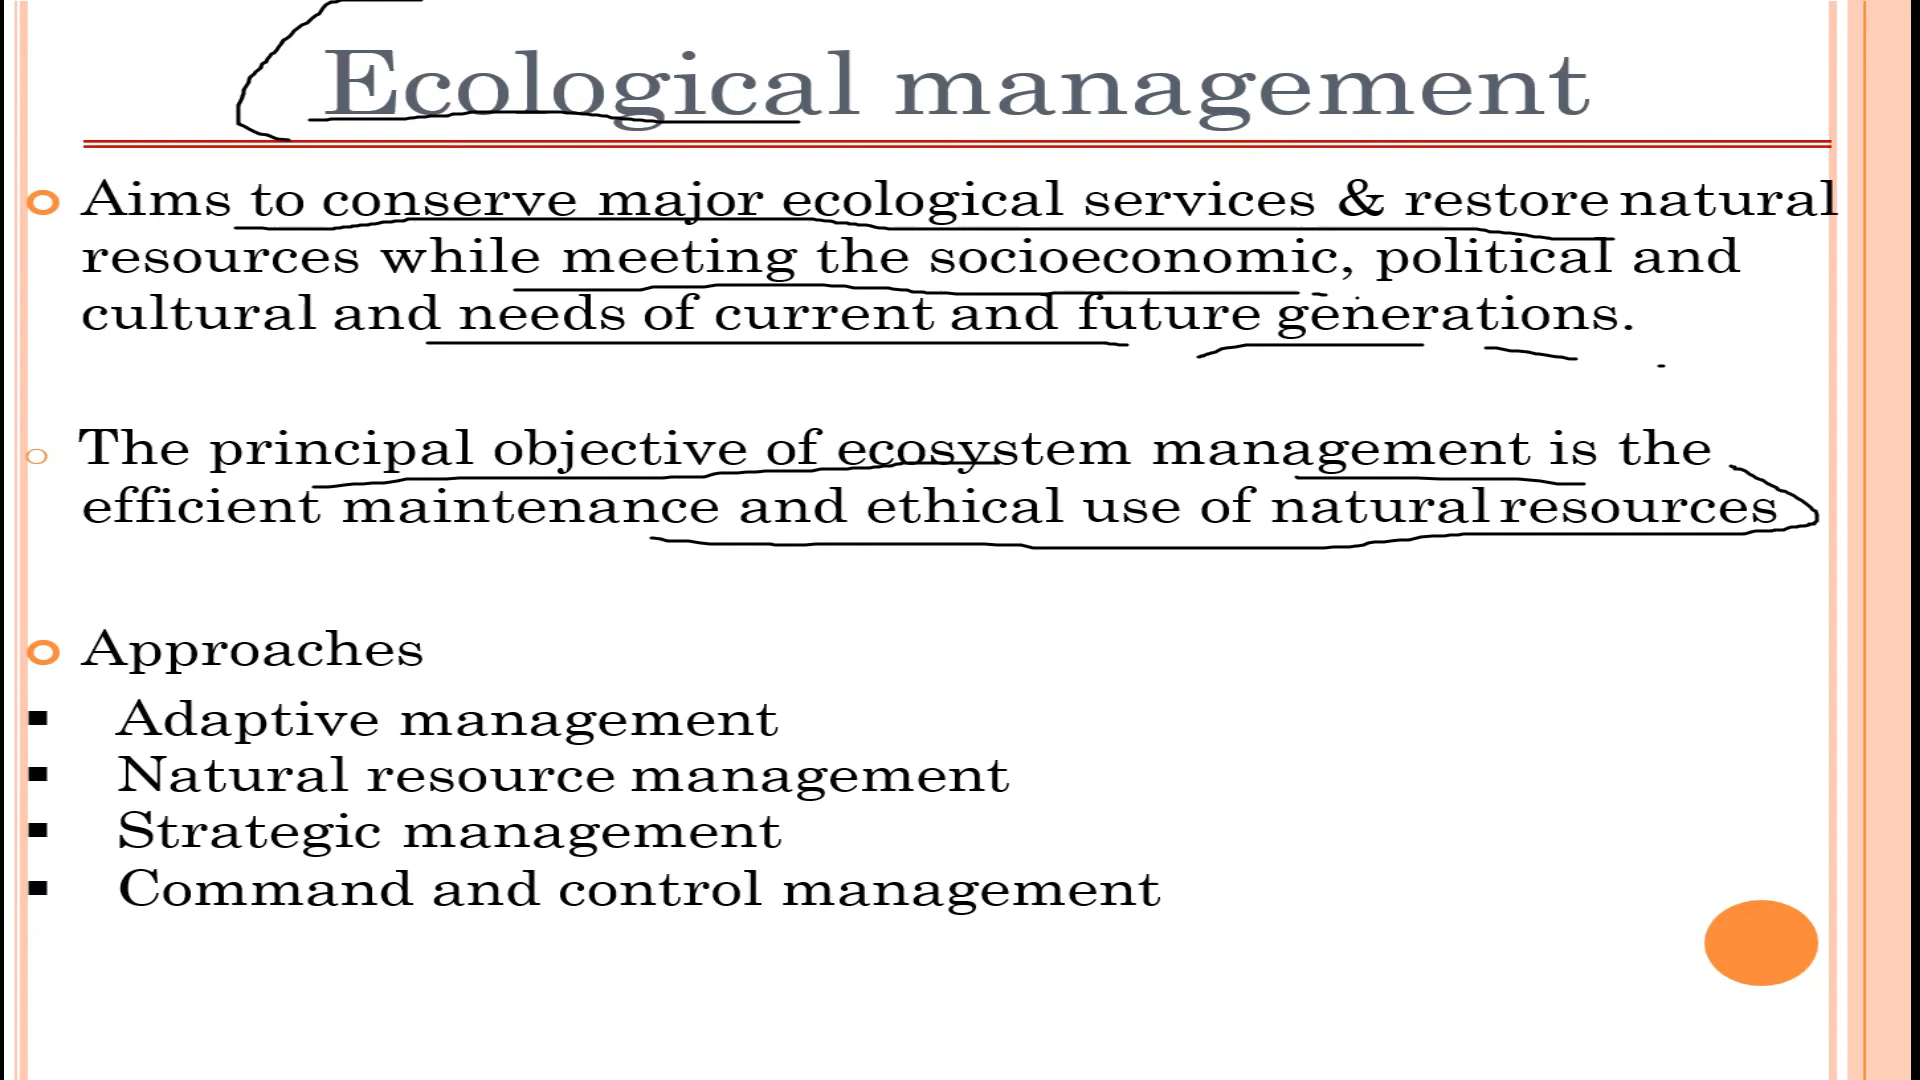 Ecological management
Aims to conserve major ecological services & restore natural
resources while meeting the socioeconomic, political and
cultural and needs of current and future generations.
The principal objective of ecosystem management is the
efficient maintenance and ethical use of natural resources
Approaches
Adaptive management
Natural resource management
Strategic management
Command and control management